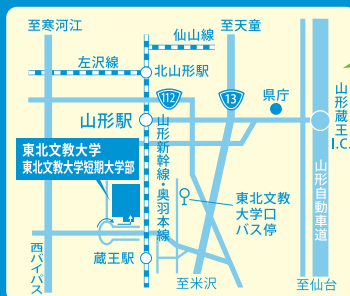 至寒河江
仙山線
至天童
左沢線
北山形駅
112
13
県庁
山形駅
山形蔵王
I.C.
東北文教大学
東北文教大学短期大学部
山形新幹線・奥羽本線
山形自動車道
東北文教
大学口
バス停
西バイパス
蔵王駅
至米沢
至仙台